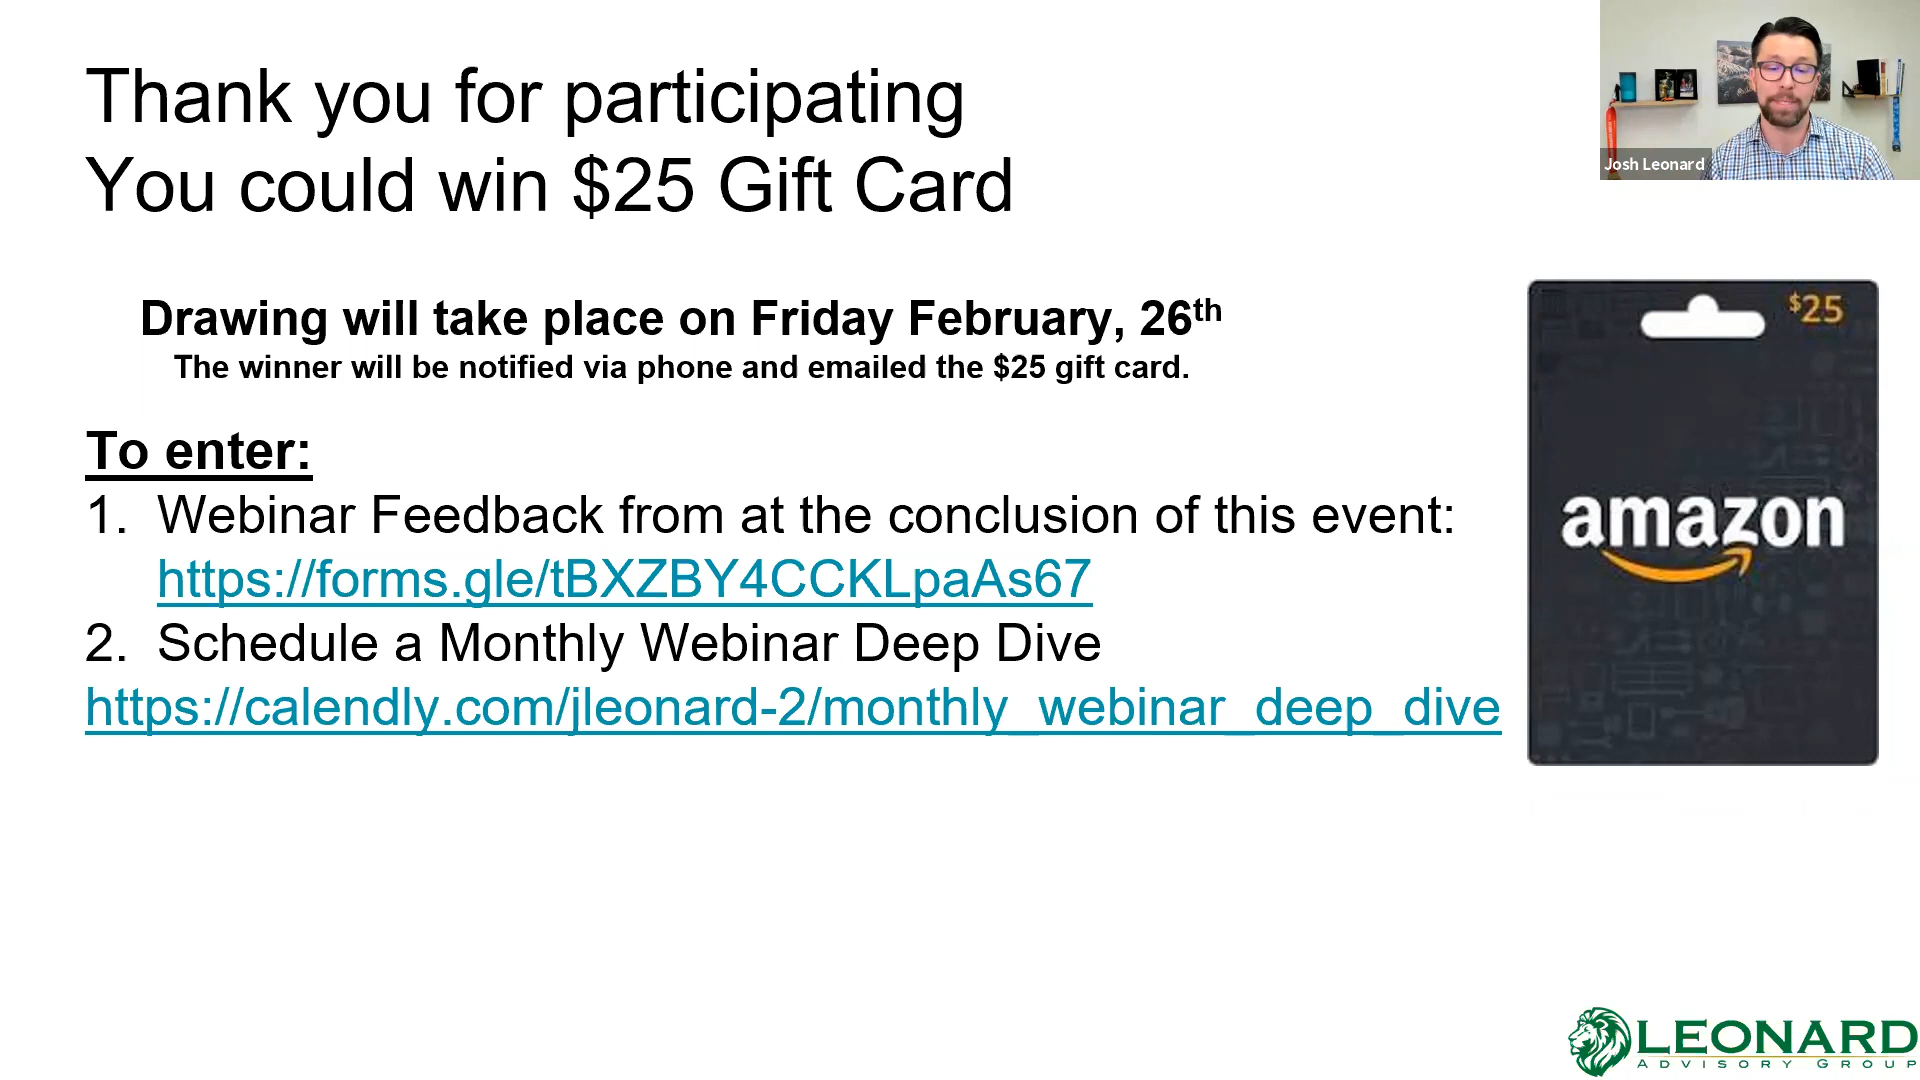 Thank you for participating
You could win $25 Gift Card
Josh Leonard
Drawing will take place on Friday February, 26th
The winner will be notified via phone and emailed the $25 gift card.
$25
To enter:
1. Webinar Feedback from at the conclusion of this event:
https://forms.gle/tBXZBY4CCKLpaAs67
2. Schedule a Monthly Webinar Deep Dive
https://calendly.com/jleonard-2/monthly_webinar_deep_dive
amazon
LEONARD
ADVISORY GROUP